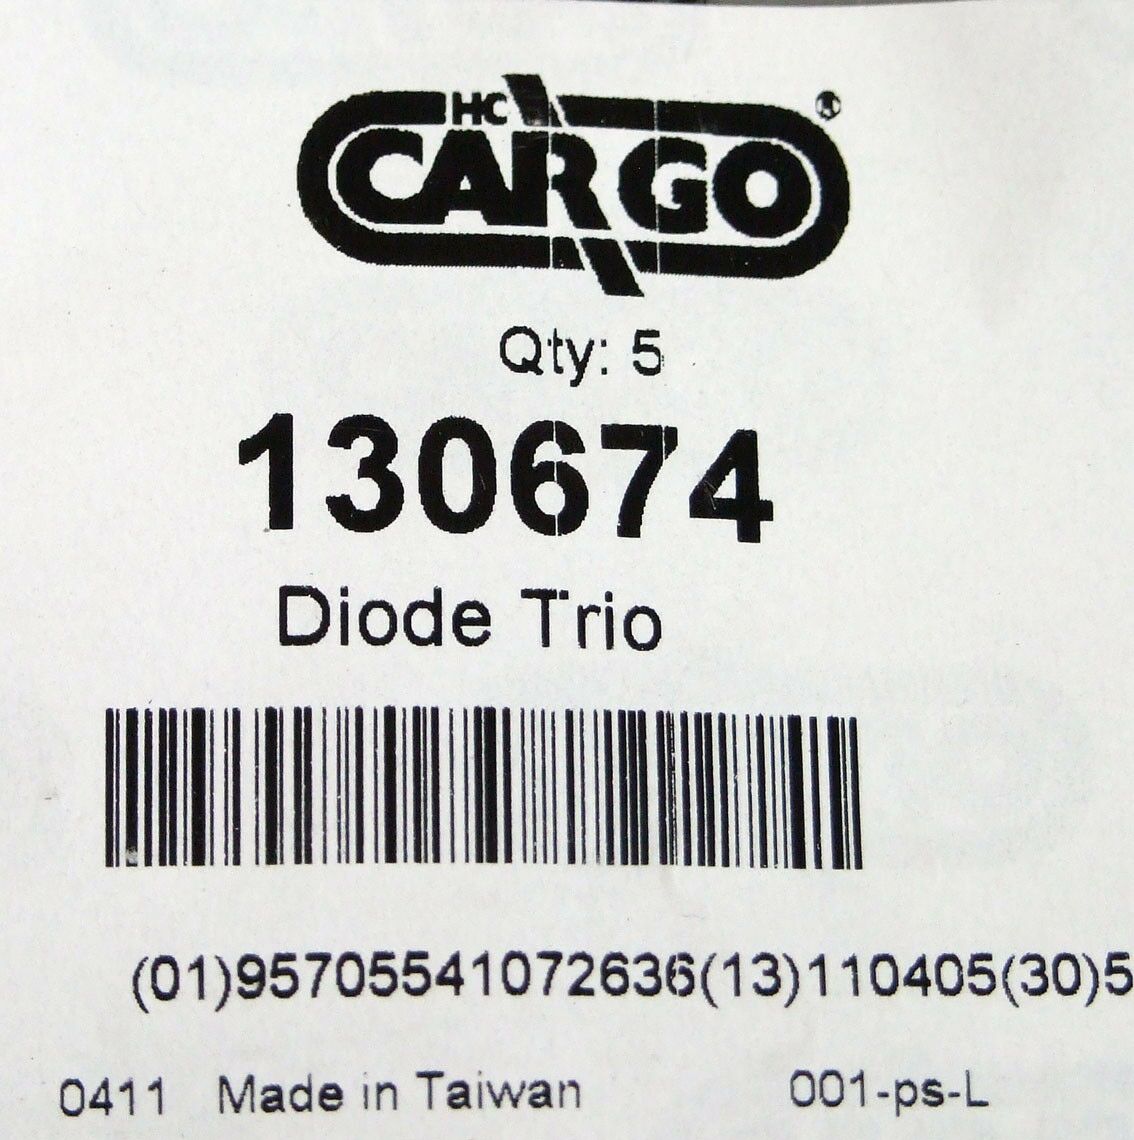 HC
CARGO®
Qty: 5
130674
Diode Trio
(01)95705541072636(13)110405(30)5
0411 Made in Taiwan 001-ps-L